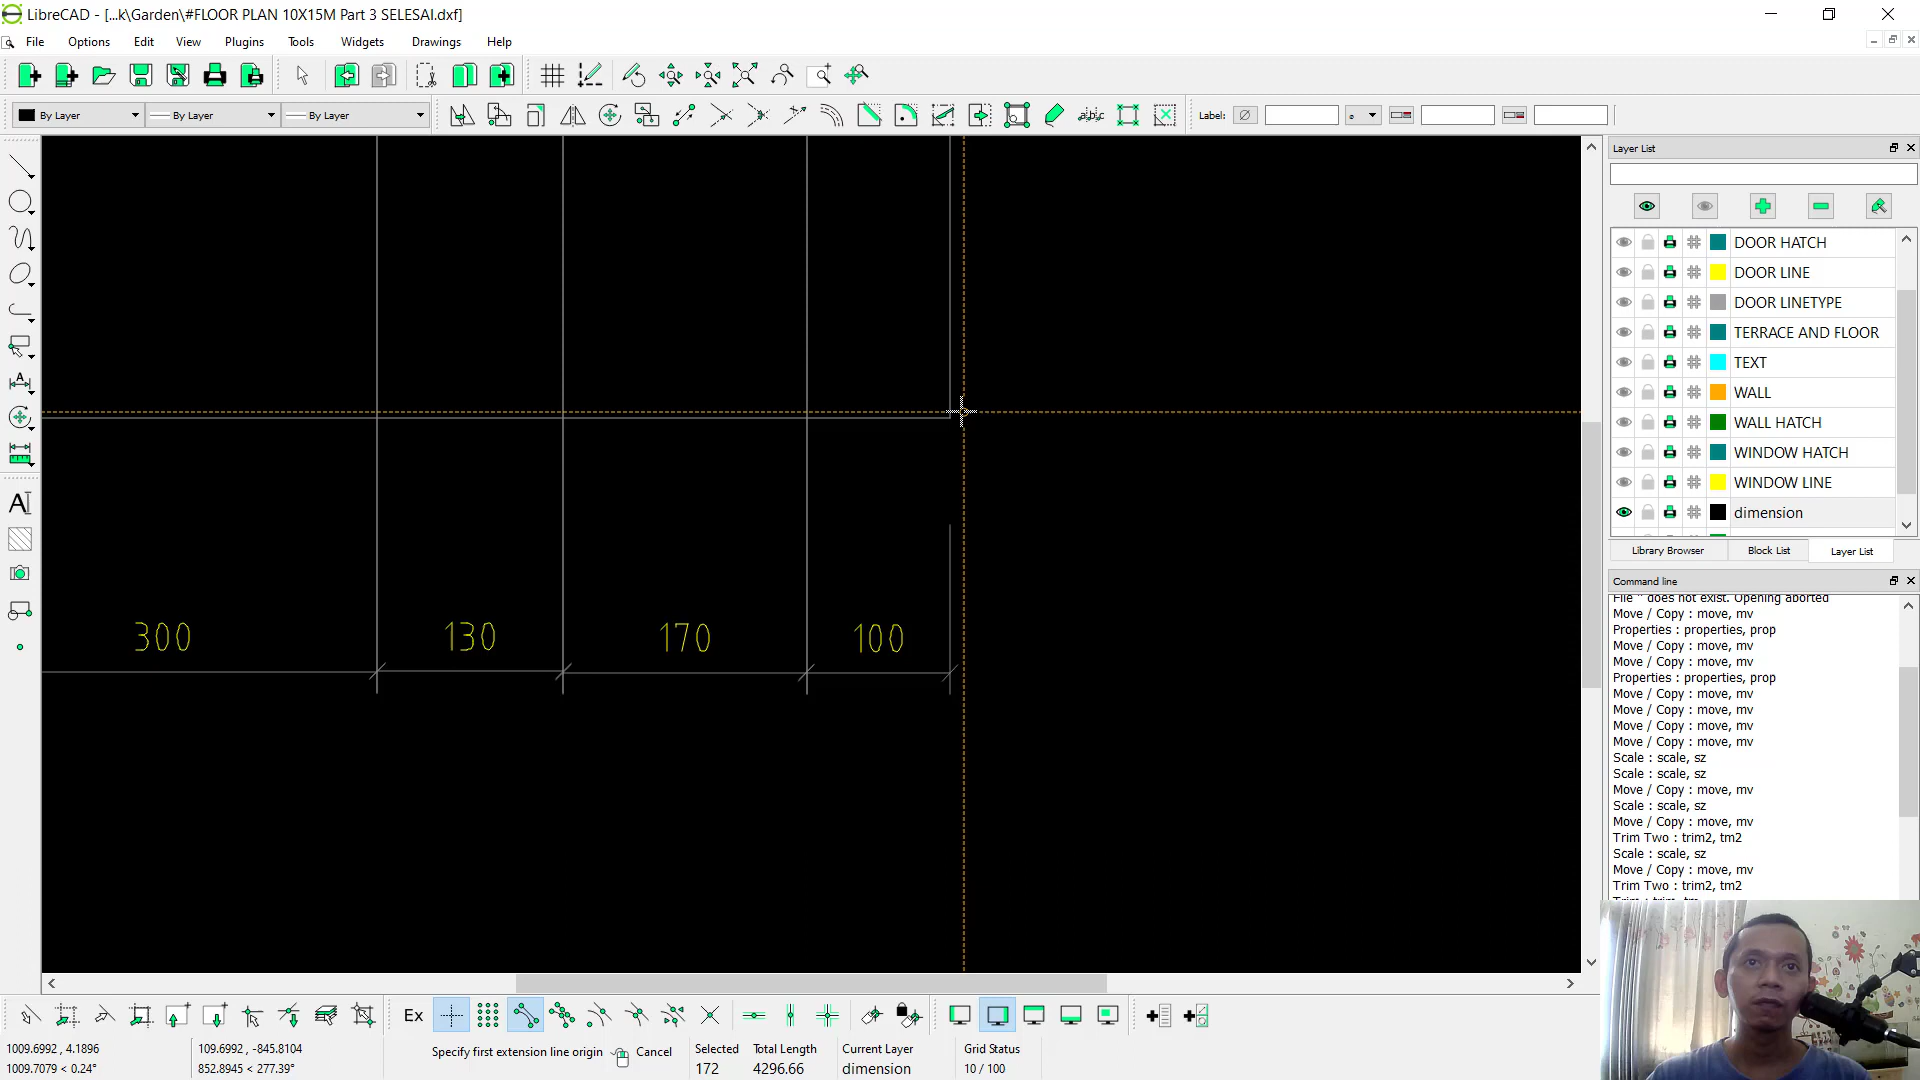 LibreCAD - [...k\Garden\#FLOOR PLAN 10X15M Part 3 SELESAI.dxf]
File Options Edit View Plugins Tools Widgets Drawings Help
By Layer By Layer By Layer Label:
Layer List
DOOR HATCH
DOOR LINE
DOOR LINETYPE
TERRACE AND FLOOR
TEXT
WALL
WALL HATCH
WINDOW HATCH
WINDOW LINE
dimension
Library Browser Block List Layer List
Command line
File '' does not exist. Opening aborted
Move / Copy : move, mv
Properties : properties, prop
Move / Copy : move, mv
Move / Copy : move, mv
Properties : properties, prop
Move / Copy : move, mv
Move / Copy : move, mv
Move / Copy : move, mv
Move / Copy : move, mv
Scale : scale, sz
Scale : scale, sz
Move / Copy : move, mv
Scale : scale, sz
Move / Copy : move, mv
Trim Two : trim2, tm2
Scale : scale, sz
Move / Copy : move, mv
Trim Two : trim2, tm2
300 130 170 100
Ex
1009.6992 , 4.1896
1009.7079 < 0.24°
109.6992 , -845.8104
852.8945 < 277.39°
Specify first extension line origin Cancel
Selected
172
Total Length
4296.66
Current Layer
dimension
Grid Status
10 / 100